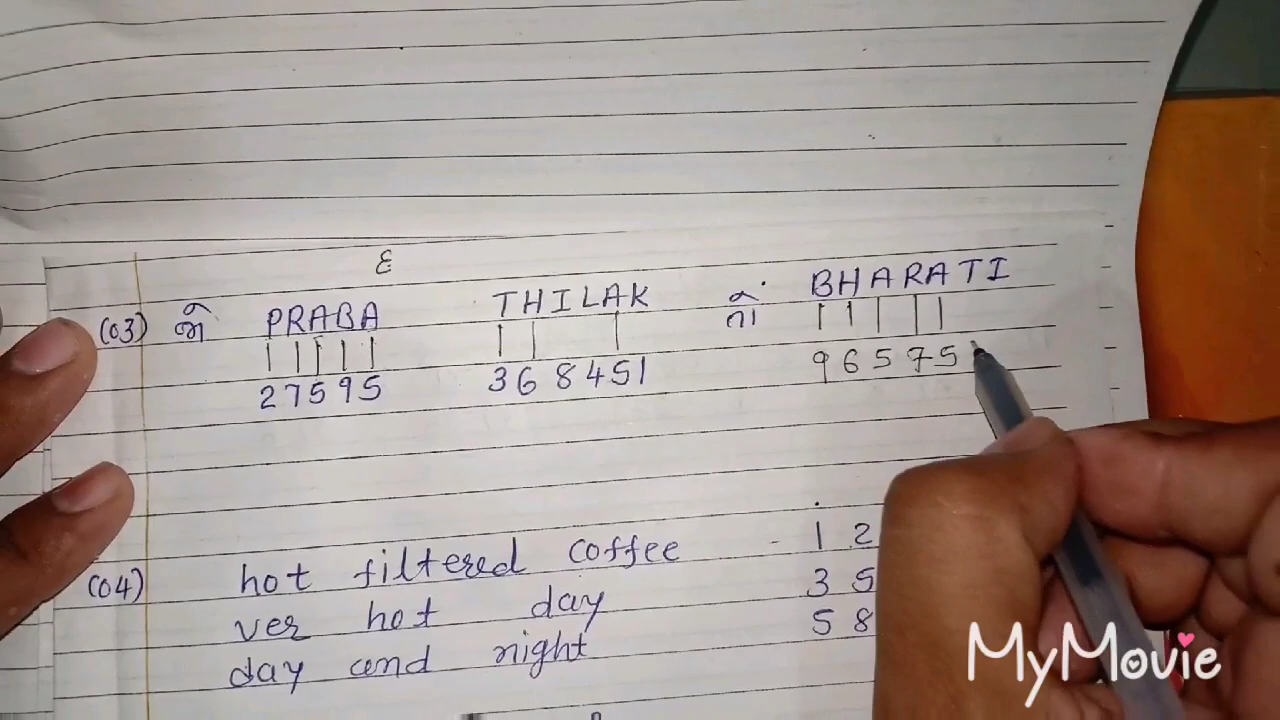 (03) PRABA THILAK BHARATI
27595 368451 96575
(04) hot filtered coffee - 1 2
ver hot day 3 5
day and night 5 8
MyMovie